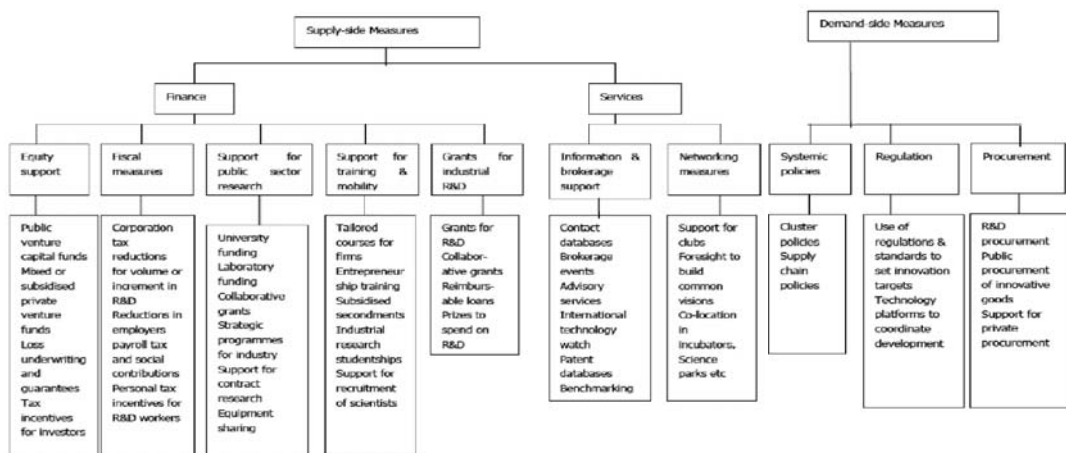 Supply-side Measures
Demand-side Measures
Finance
Services
Equity
support
Fiscal
measures
Support for
public sector
research
Support for
training &
mobility
Grants for
industrial
R&D
Information &
brokerage
support
Networking
measures
Systemic
policies
Regulation
Procurement
Public
venture
capital funds
Mixed or
subsidised
private
venture
funds
Loss
underwriting
and
guarantees
Tax
incentives
for investors
Corporation
tax
reductions
for volume or
increment in
R&D
Reductions in
employers
payroll tax
and social
contributions
Personal tax
incentives for
R&D workers
University
funding
Laboratory
funding
Collaborative
grants
Strategic
programmes
for industry
Support for
contract
research
Equipment
sharing
Tailored
courses for
firms
Entrepreneur
ship training
Subsidised
secondments
Industrial
research
studentships
Support for
recruitment
of scientists
Grants for
R&D
Collabor-
ative grants
Reimburs-
able loans
Prizes to
spend on
R&D
Contact
databases
Brokerage
events
Advisory
services
International
technology
watch
Patent
databases
Benchmarking
Support for
clubs
Foresight to
build
common
visions
Co-location
in
Incubators,
Science
parks etc
Cluster
policies
Supply
chain
policies
Use of
regulations &
standards to
set innovation
targets
Technology
platforms to
coordinate
development
R&D
procurement
Public
procurement
of innovative
goods
Support for
private
procurement